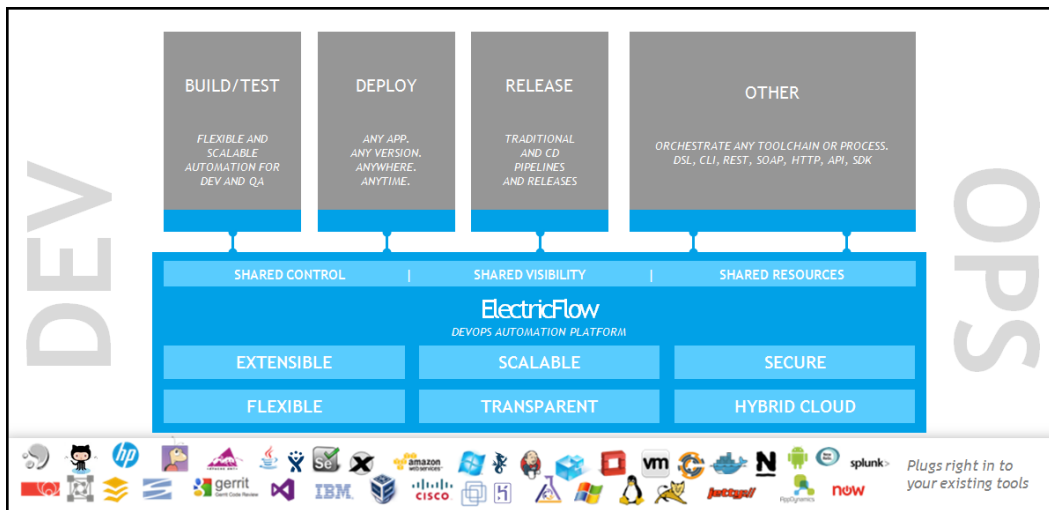 DEV
OPS
BUILD/TEST
FLEXIBLE AND
SCALABLE
AUTOMATION FOR
DEV AND QA
DEPLOY
ANY APP.
ANY VERSION.
ANYWHERE.
ANYTIME.
RELEASE
TRADITIONAL
AND CD
PIPELINES
AND RELEASES
OTHER
ORCHESTRATE ANY TOOLCHAIN OR PROCESS.
DSL, CLI, REST, SOAP, HTTP, API, SDK
SHARED CONTROL | SHARED VISIBILITY | SHARED RESOURCES
ElectricFlow
DEVOPS AUTOMATION PLATFORM
EXTENSIBLE SCALABLE SECURE
FLEXIBLE TRANSPARENT HYBRID CLOUD
hp
Java
Se
amazon
web services
vm
N
splunk>
gerrit
Gerrit Code Review
IBM
CISCO
AppDynamics
now
Plugs right in to
your existing tools